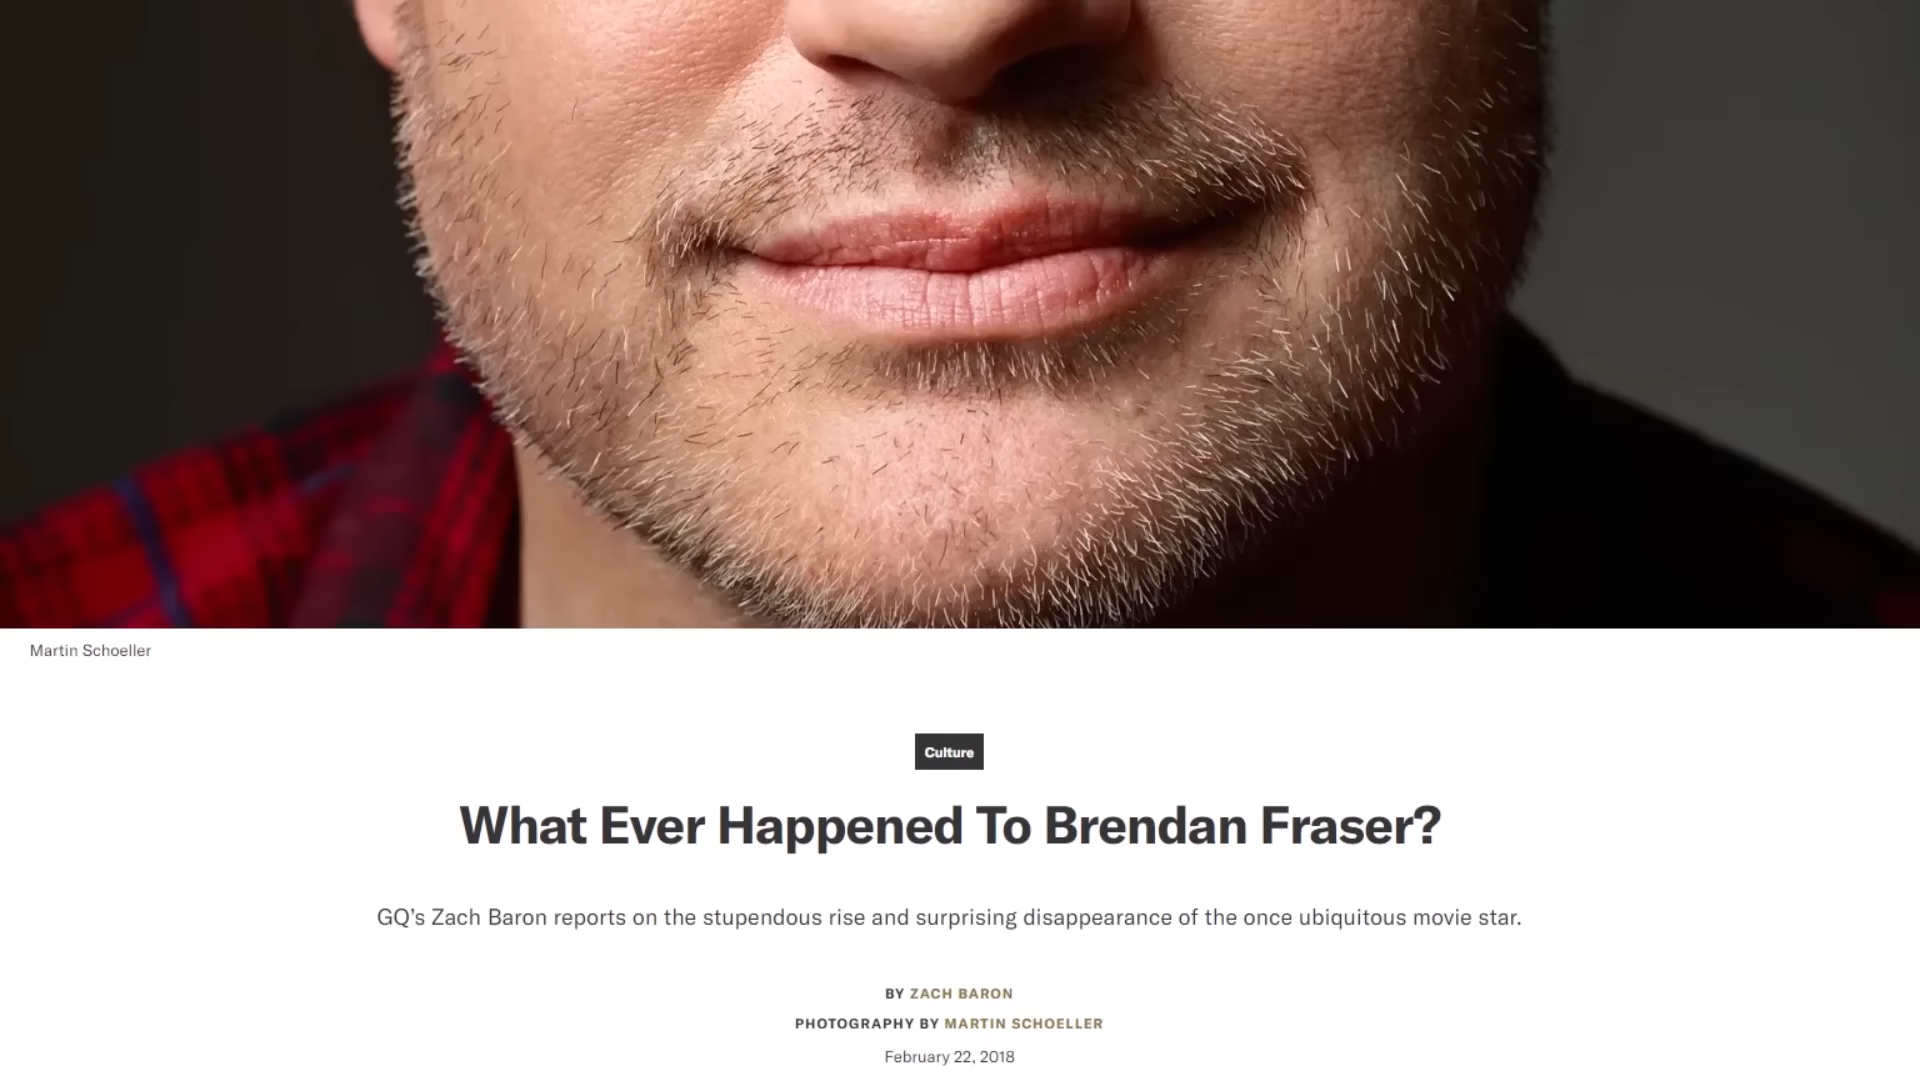 Martin Schoeller
Culture
What Ever Happened To Brendan Fraser?
GQ’s Zach Baron reports on the stupendous rise and surprising disappearance of the once ubiquitous movie star.
BY ZACH BARON
PHOTOGRAPHY BY MARTIN SCHOELLER
February 22, 2018